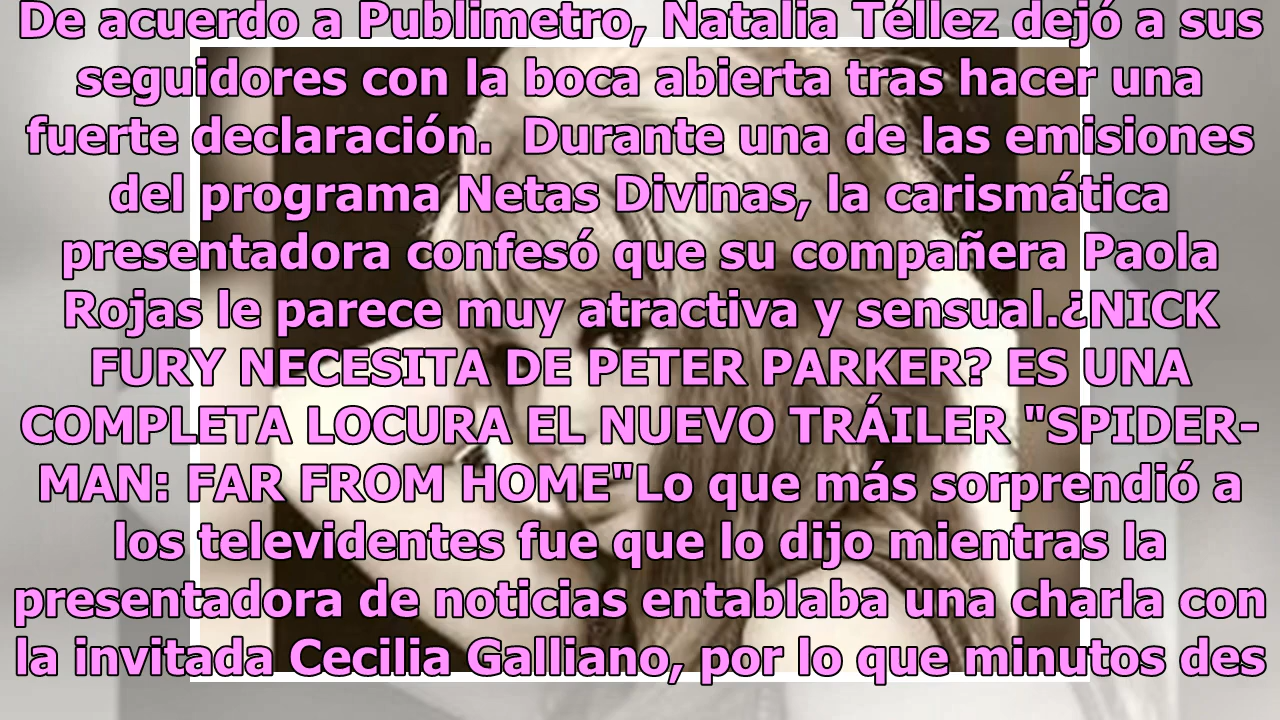 De acuerdo a Publimetro, Natalia Téllez dejó a sus
seguidores con la boca abierta tras hacer una
fuerte declaración.  Durante una de las emisiones
del programa Netas Divinas, la carismática
presentadora confesó que su compañera Paola
Rojas le parece muy atractiva y sensual.¿NICK
FURY NECESITA DE PETER PARKER? ES UNA
COMPLETA LOCURA EL NUEVO TRÁILER "SPIDER-
MAN: FAR FROM HOME"Lo que más sorprendió a
los televidentes fue que lo dijo mientras la
presentadora de noticias entablaba una charla con
la invitada Cecilia Galliano, por lo que minutos des